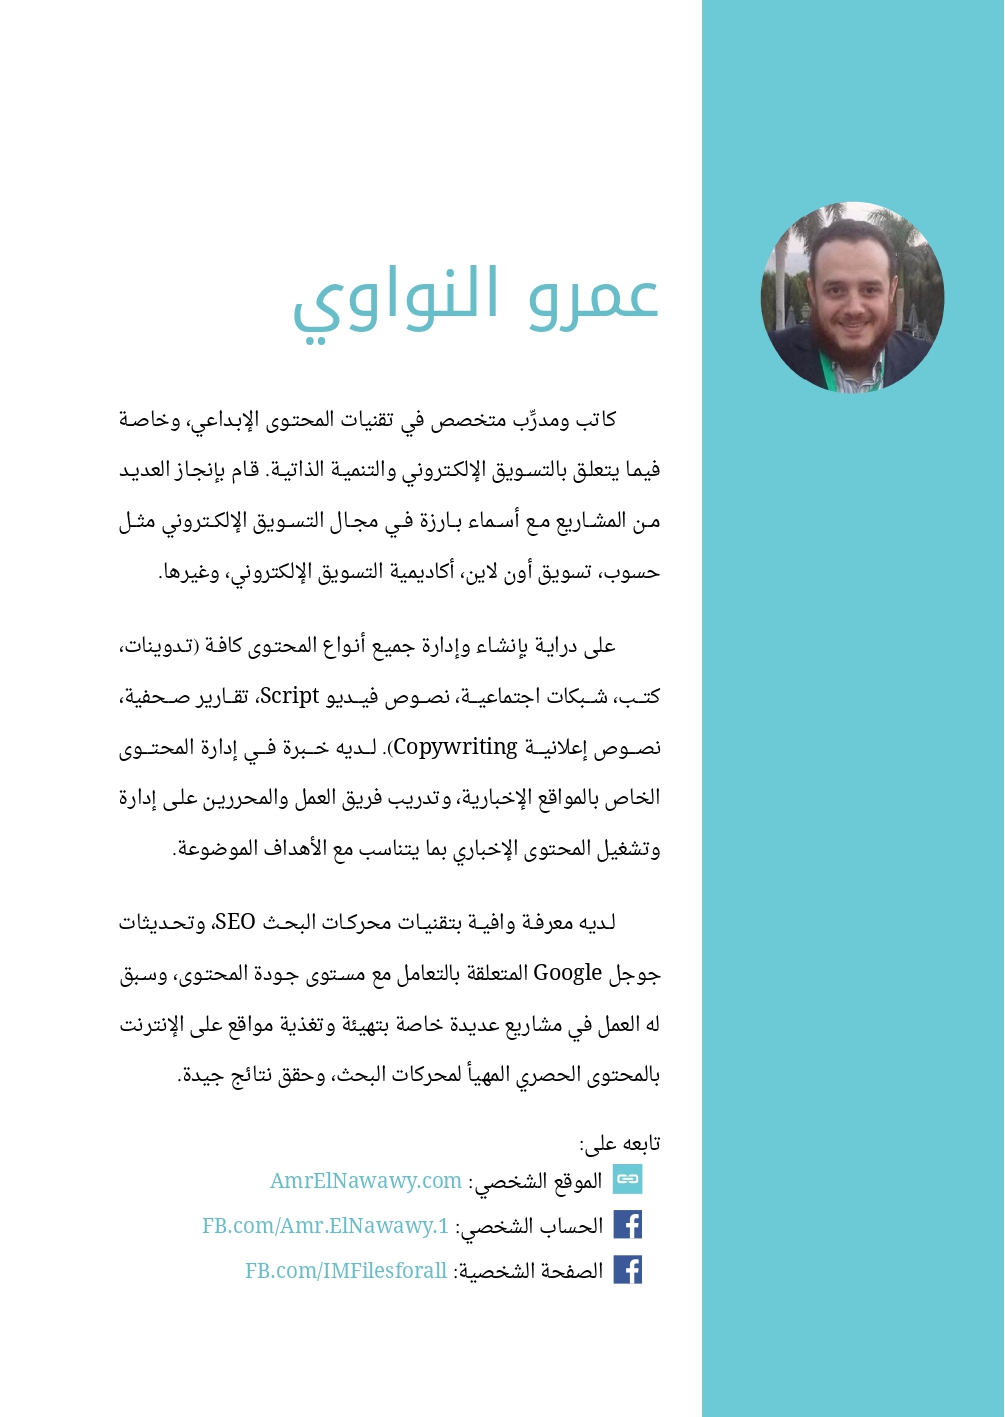 عمرو النواوي
كاتب ومدرِّب متخصص في تقنيات المحتوى الإبداعي، وخاصة
فيما يتعلق بالتسويق الإلكتروني والتنمية الذاتية. قام بإنجاز العديد
من المشاريع مع أسماء بارزة في مجال التسويق الإلكتروني مثل
حسوب، تسويق أون لاين، أكاديمية التسويق الإلكتروني، وغيرها.
على دراية بإنشاء وإدارة جميع أنواع المحتوى كافة (تدوينات،
كتب، شبكات اجتماعية، نصوص فيديو Script، تقارير صحفية،
نصوص إعلانية Copywriting). لديه خبرة في إدارة المحتوى
الخاص بالمواقع الإخبارية، وتدريب فريق العمل والمحررين على إدارة
وتشغيل المحتوى الإخباري بما يتناسب مع الأهداف الموضوعة.
لديه معرفة وافية بتقنيات محركات البحث SEO، وتحديثات
جوجل Google المتعلقة بالتعامل مع مستوى جودة المحتوى، وسبق
له العمل في مشاريع عديدة خاصة بتهيئة وتغذية مواقع على الإنترنت
بالمحتوى الحصري المهيأ لمحركات البحث، وحقق نتائج جيدة.
تابعه على:
الموقع الشخصي: AmrElNawawy.com
الحساب الشخصي: FB.com/Amr.ElNawawy.1
الصفحة الشخصية: FB.com/IMFilesforall